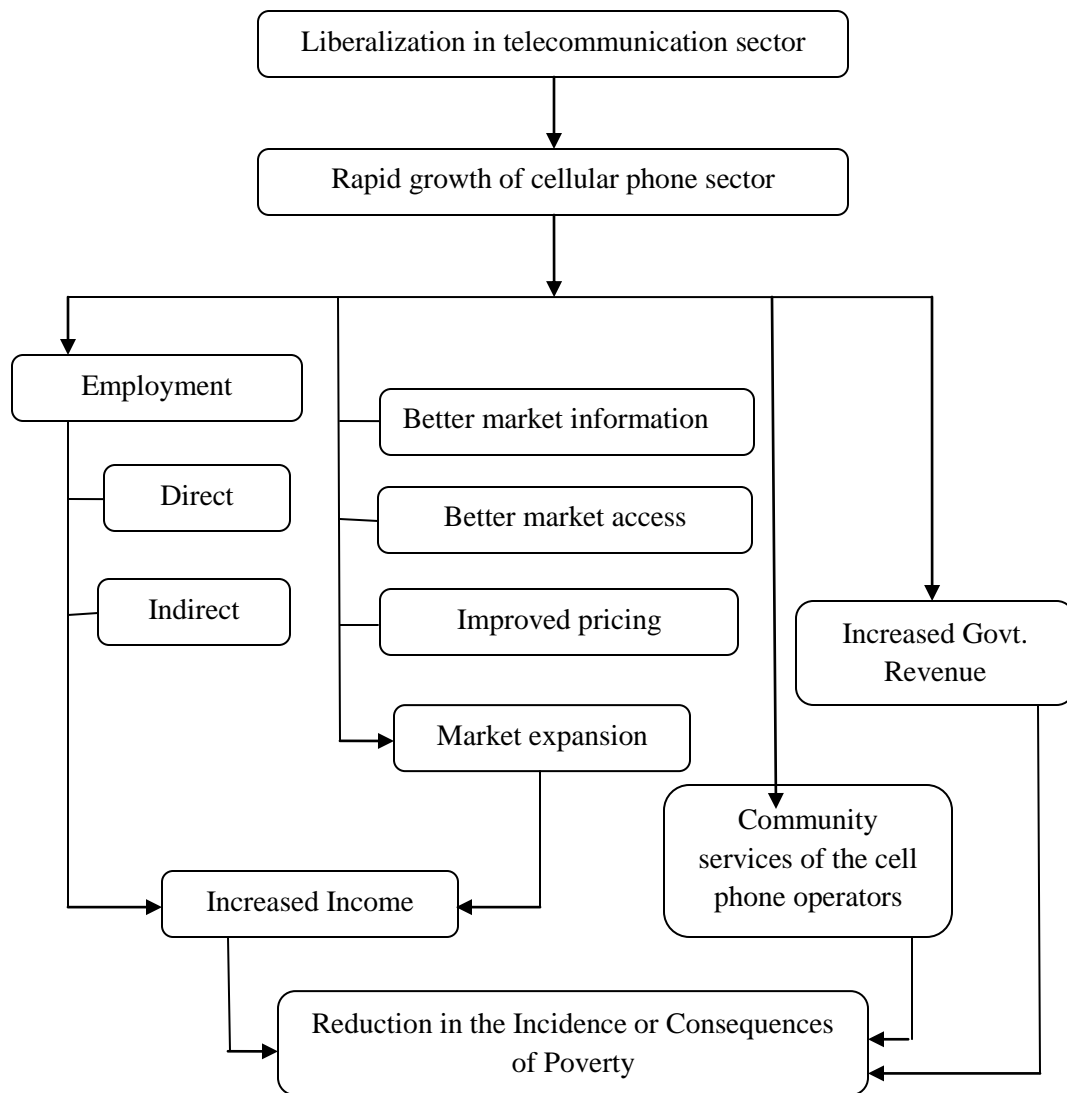 Liberalization in telecommunication sector
Rapid growth of cellular phone sector
Employment
Direct
Indirect
Better market information
Better market access
Improved pricing
Market expansion
Increased Govt.
Revenue
Community
services of the cell
phone operators
Increased Income
Reduction in the Incidence or Consequences
of Poverty